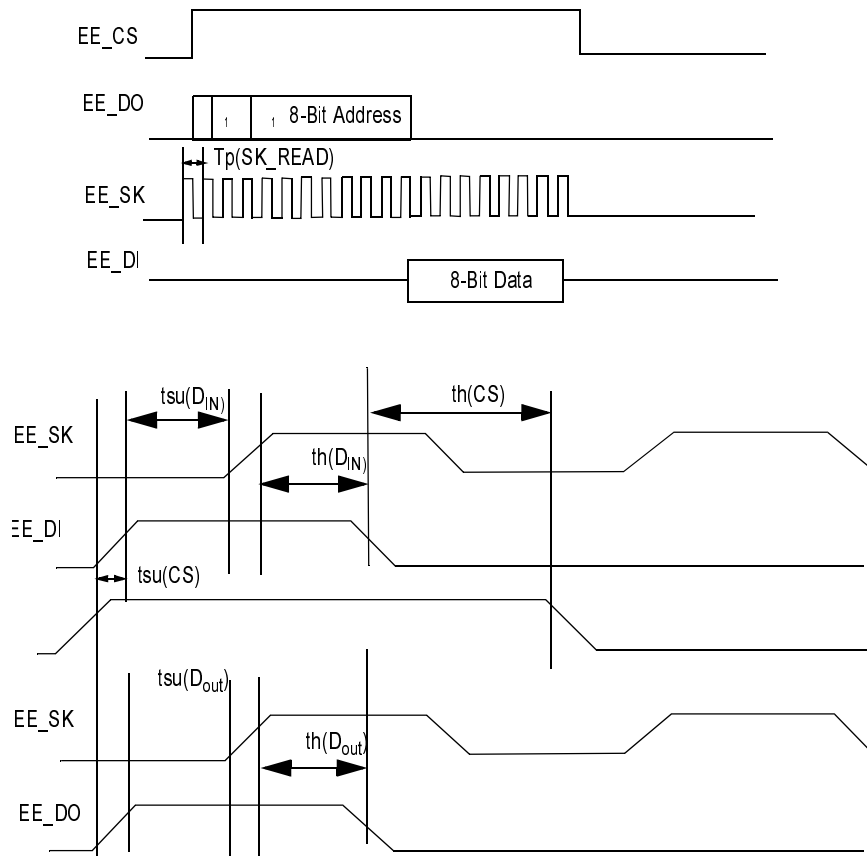 EE_CS
EE_DO
1 1 8-Bit Address
Tp(SK_READ)
EE_SK
EE_DI
8-Bit Data
tsu(DIN)
th(CS)
EE_SK
th(DIN)
EE_DI
tsu(CS)
tsu(Dout)
EE_SK
th(Dout)
EE_DO